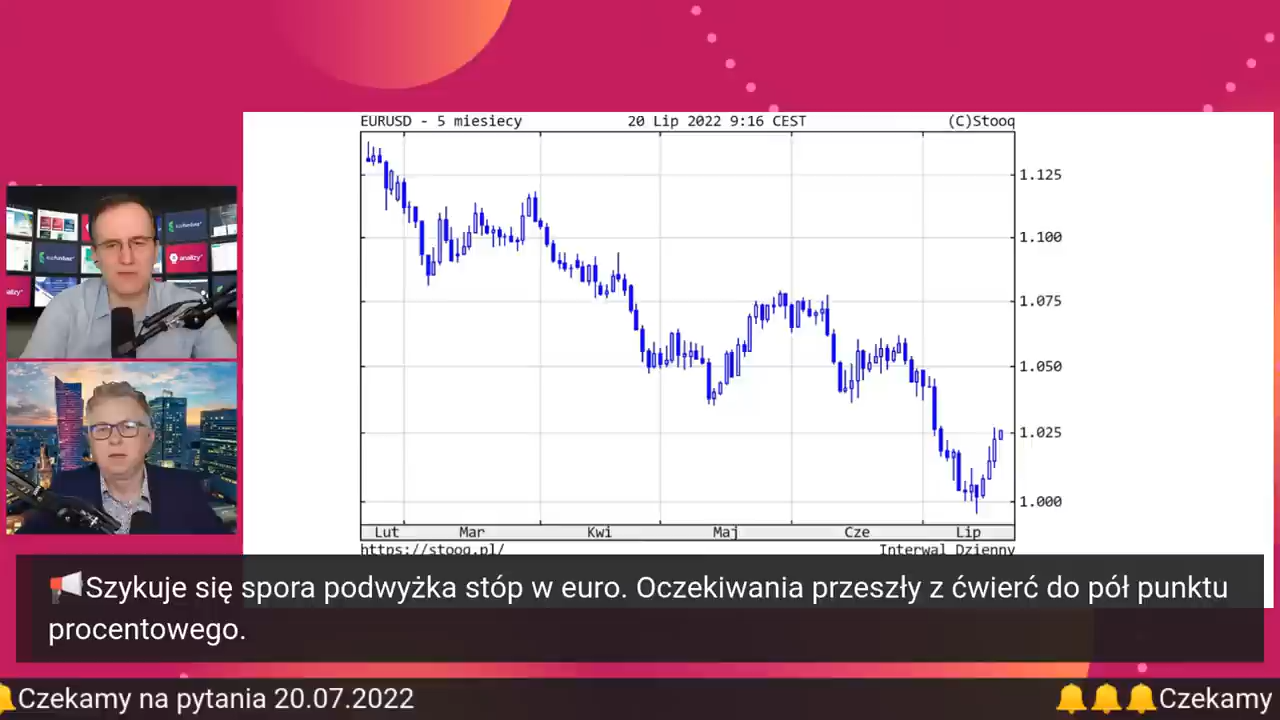 EURUSD - 5 miesiecy 20 Lip 2022 9:16 CEST (C)Stooq
1.125
1.100
1.075
1.050
1.025
1.000
Lut Mar Kwi Maj Cze Lip
https://stooq.pl/ Interwal Dzienny
analizy
Szykuje się spora podwyżka stóp w euro. Oczekiwania przeszły z ćwierć do pół punktu
procentowego.
Czekamy na pytania 20.07.2022 Czekamy